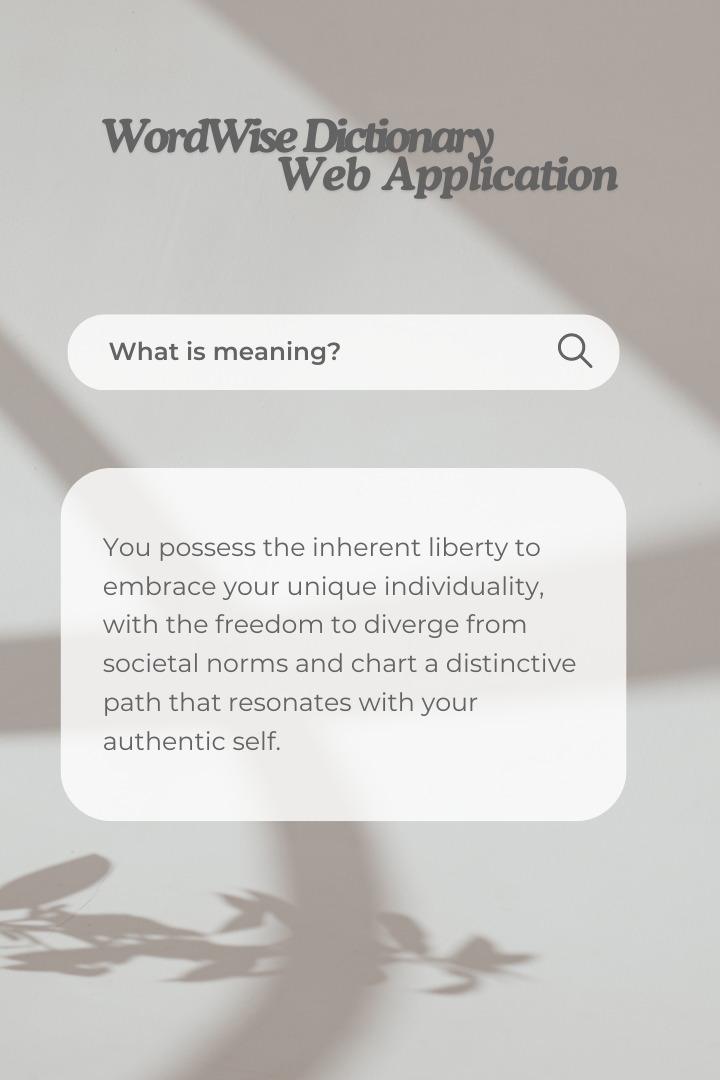 WordWise Dictionary
Web Application
What is meaning?
You possess the inherent liberty to
embrace your unique individuality,
with the freedom to diverge from
societal norms and chart a distinctive
path that resonates with your
authentic self.